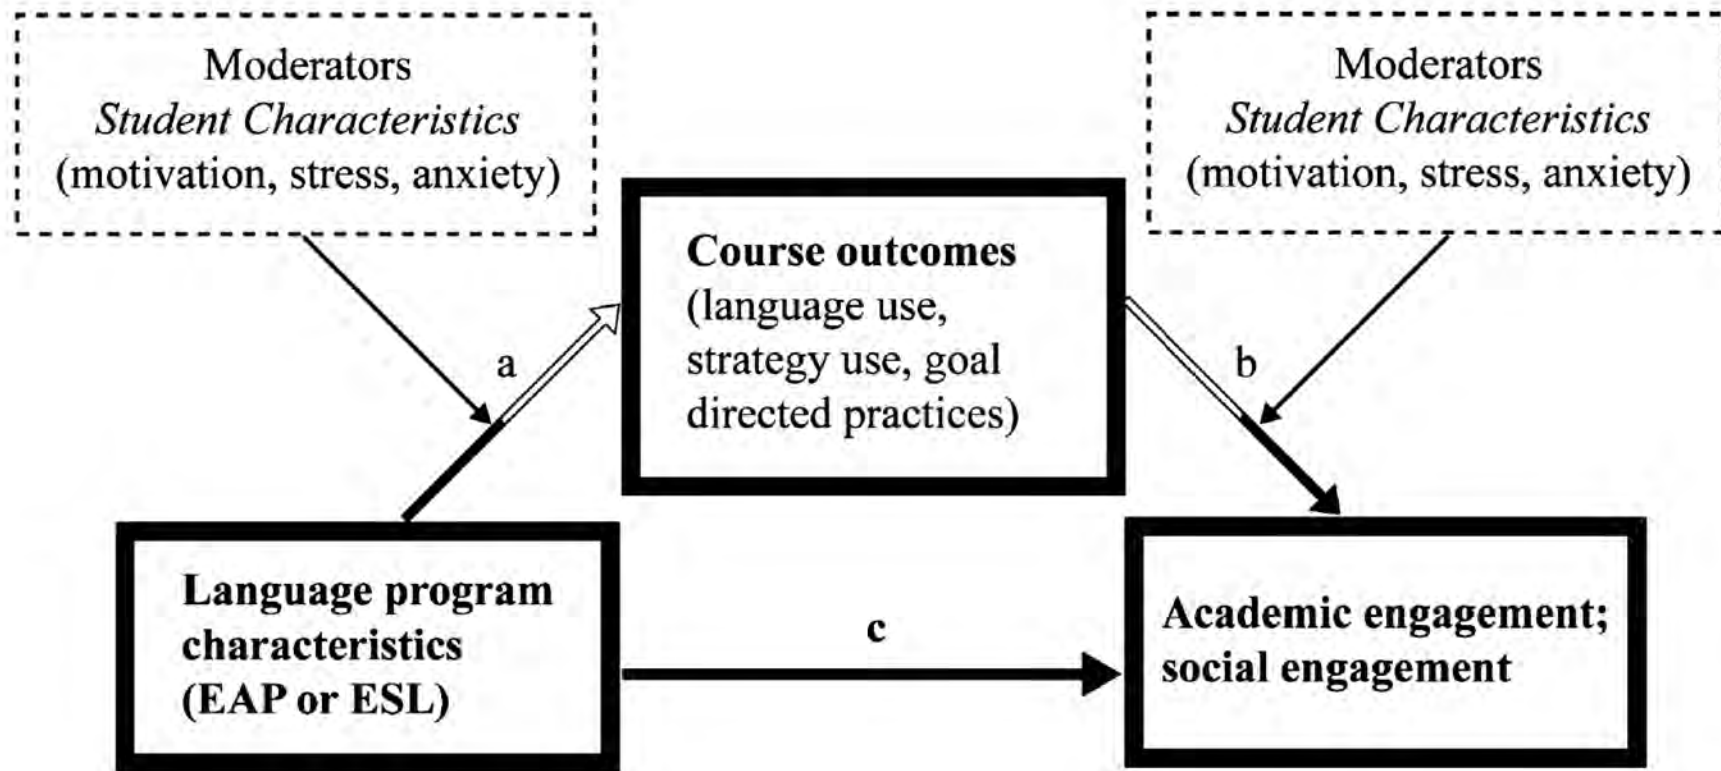 Moderators
Student Characteristics
(motivation, stress, anxiety)
Moderators
Student Characteristics
(motivation, stress, anxiety)
Course outcomes
(language use,
strategy use, goal
directed practices)
a
b
Language program
characteristics
(EAP or ESL)
c
Academic engagement;
social engagement